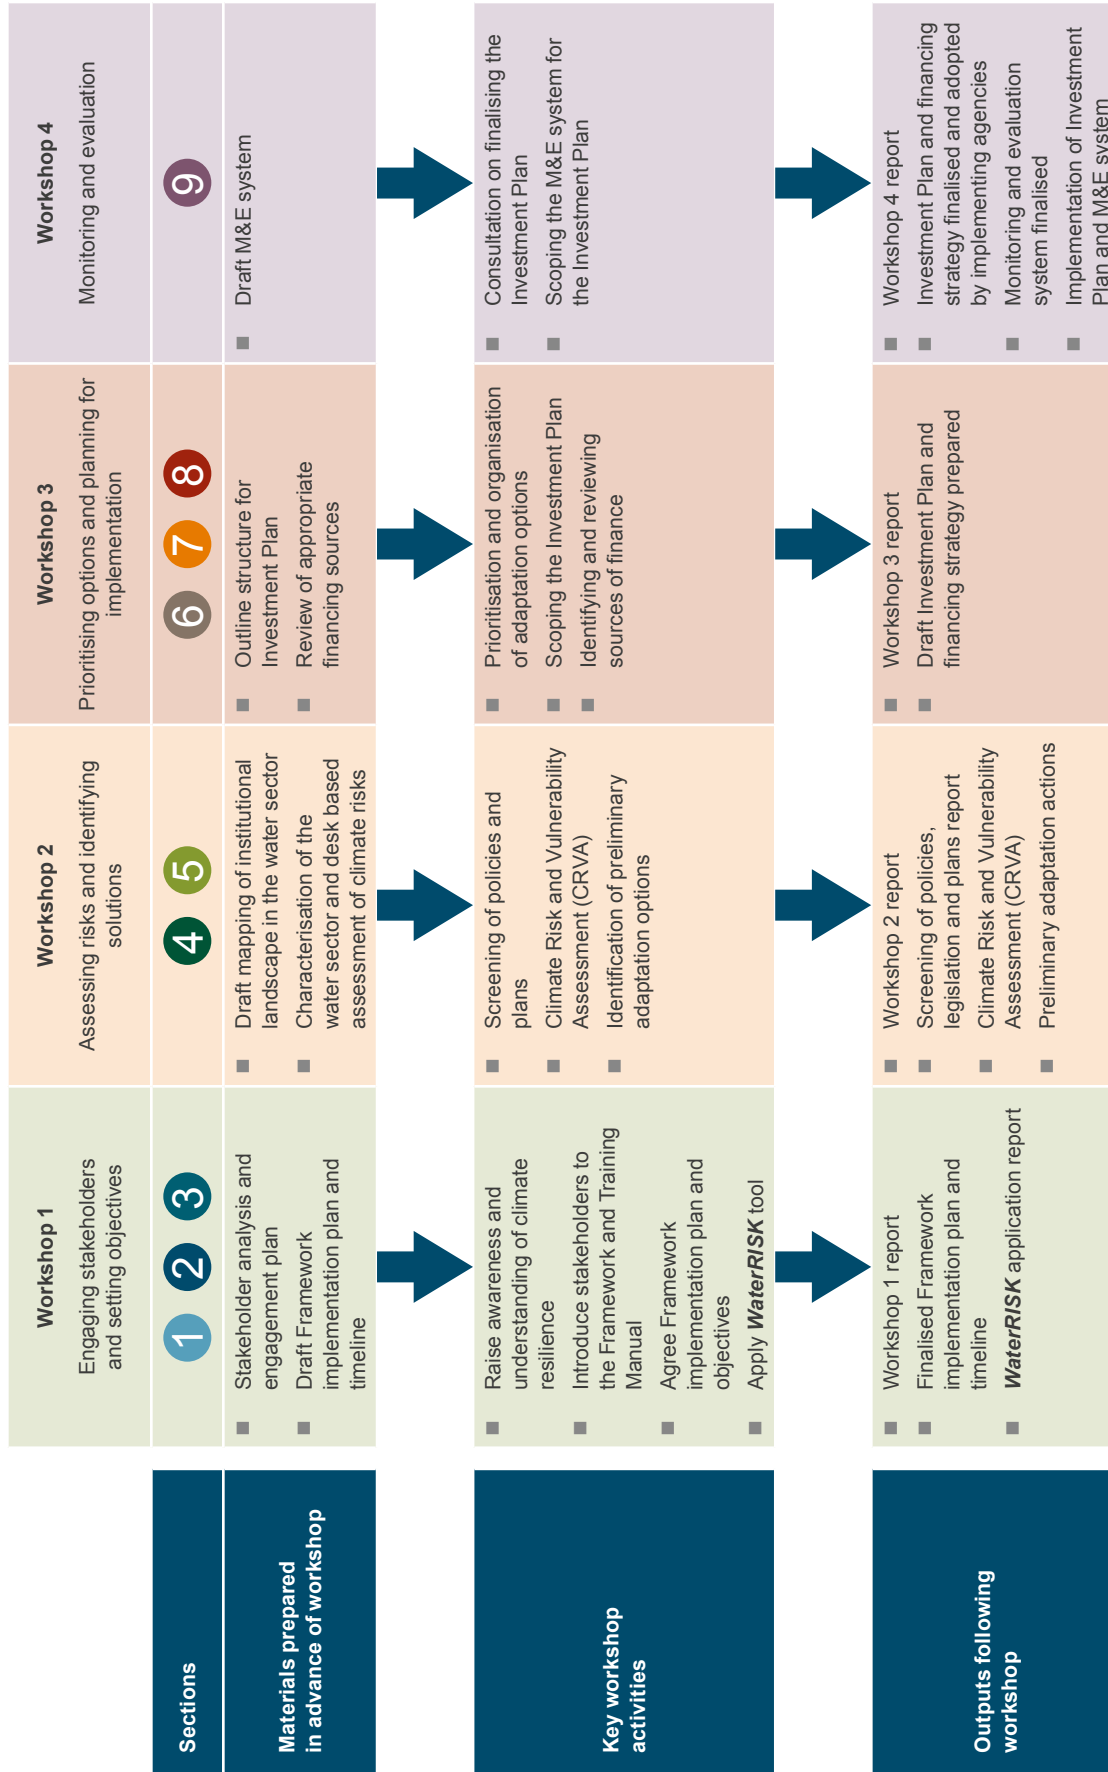 Workshop 1
Engaging stakeholders
and setting objectives
Workshop 2
Assessing risks and identifying
solutions
Workshop 3
Prioritising options and planning for
implementation
Workshop 4
Monitoring and evaluation
Sections
1 2 3
4 5
6 7 8
9
Materials prepared
in advance of workshop
■ Stakeholder analysis and
engagement plan
■ Draft Framework
implementation plan and
timeline
■ Draft mapping of institutional
landscape in the water sector
■ Characterisation of the
water sector and desk based
assessment of climate risks
■ Outline structure for
Investment Plan
■ Review of appropriate
financing sources
■ Draft M&E system
Key workshop
activities
■ Raise awareness and
understanding of climate
resilience
■ Introduce stakeholders to
the Framework and Training
Manual
■ Agree Framework
implementation plan and
objectives
■ Apply WaterRISK tool
■ Screening of policies and
plans
■ Climate Risk and Vulnerability
Assessment (CRVA)
■ Identification of preliminary
adaptation options
■ Prioritisation and organisation
of adaptation options
■ Scoping the Investment Plan
■ Identifying and reviewing
sources of finance
■ Consultation on finalising the
Investment Plan
■ Scoping the M&E system for
the Investment Plan
Outputs following
workshop
■ Workshop 1 report
■ Finalised Framework
implementation plan and
timeline
■ WaterRISK application report
■ Workshop 2 report
■ Screening of policies,
legislation and plans report
■ Climate Risk and Vulnerability
Assessment (CRVA)
■ Preliminary adaptation actions
■ Workshop 3 report
■ Draft Investment Plan and
financing strategy prepared
■ Workshop 4 report
■ Investment Plan and financing
strategy finalised and adopted
by implementing agencies
■ Monitoring and evaluation
system finalised
■ Implementation of Investment
Plan and M&E system